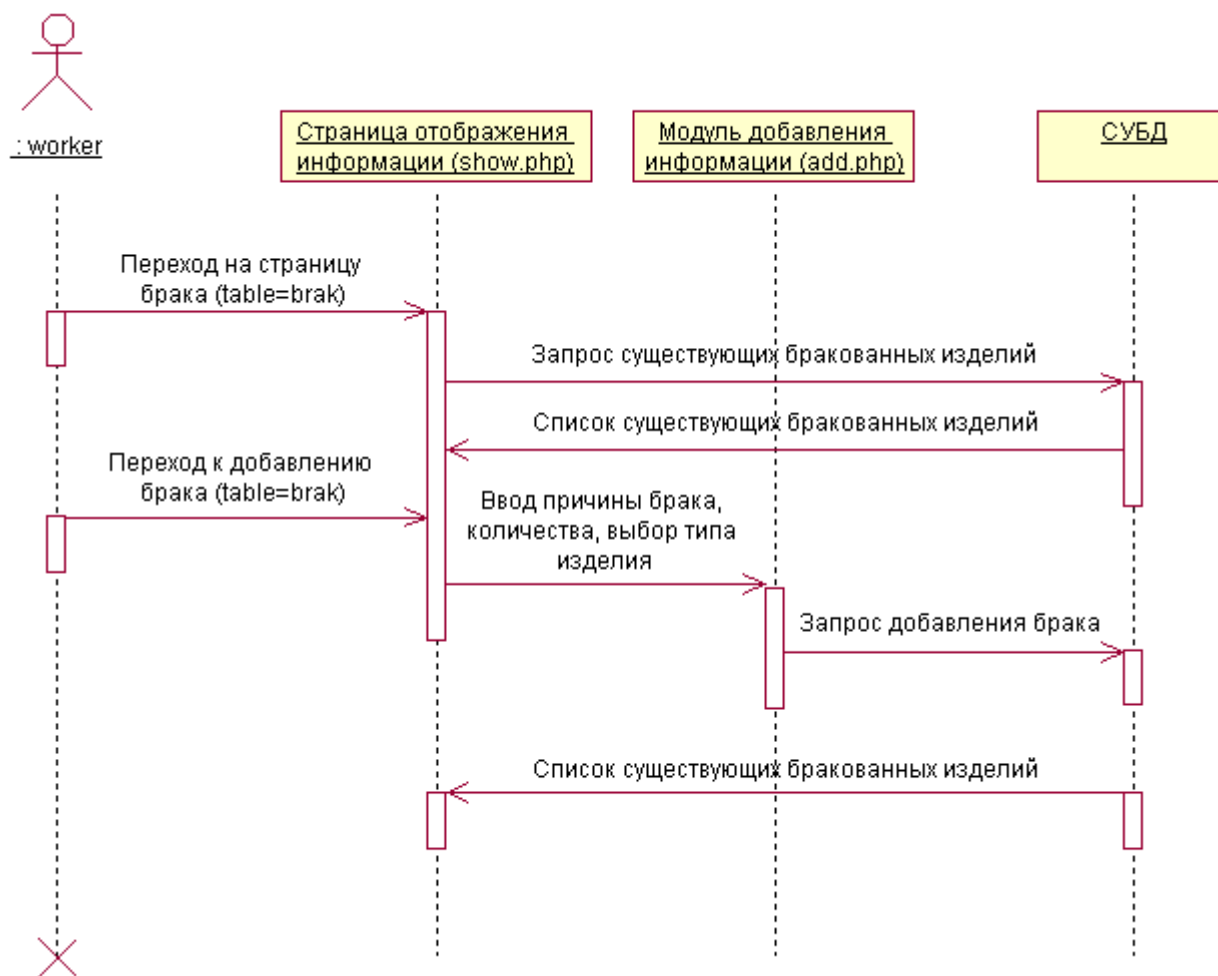 : worker
Страница отображения
информации (show.php)
Модуль добавления
информации (add.php)
СУБД
Переход на страницу
брака (table=brak)
Запрос существующих бракованных изделий
Список существующих бракованных изделий
Переход к добавлению
брака (table=brak)
Ввод причины брака,
количества, выбор типа
изделия
Запрос добавления брака
Список существующих бракованных изделий